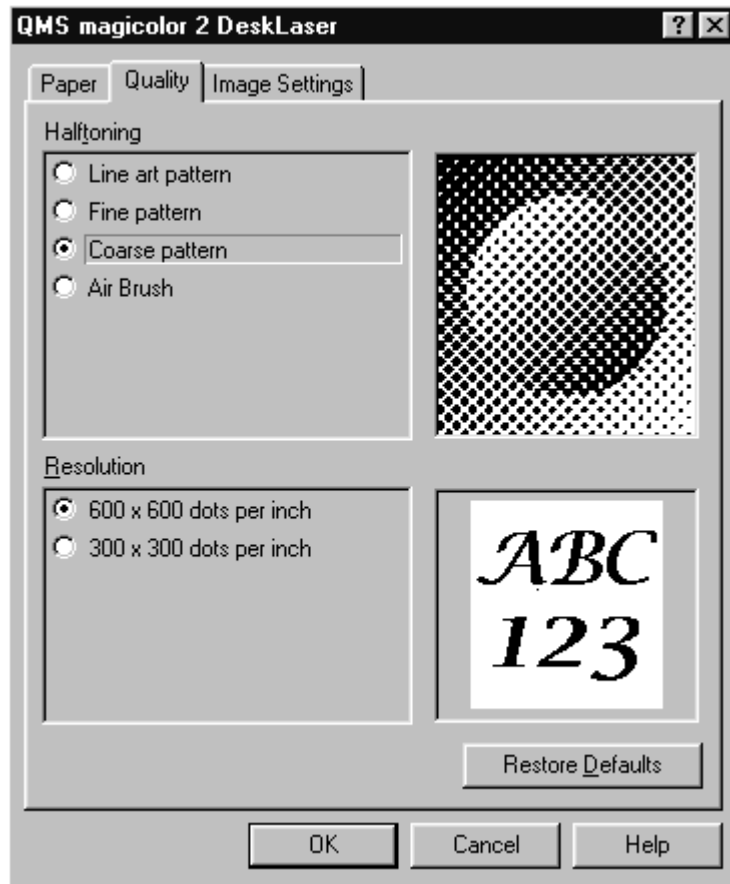 QMS magicolor 2 DeskLaser
Paper Quality Image Settings
Halftoning
Line art pattern
Fine pattern
Coarse pattern
Air Brush
Resolution
600 x 600 dots per inch
300 x 300 dots per inch
ABC
123
Restore Defaults
OK Cancel Help